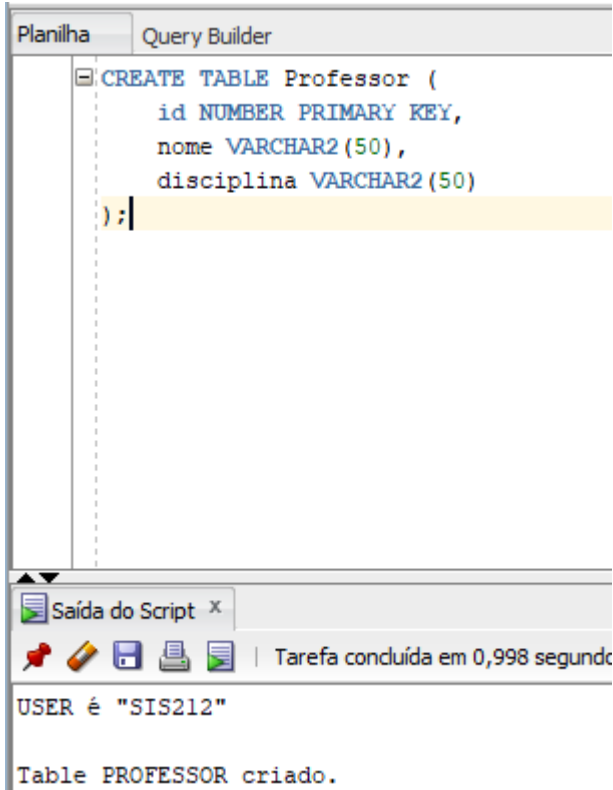 Planilha
Query Builder
CREATE TABLE Professor (
id NUMBER PRIMARY KEY,
nome VARCHAR2(50),
disciplina VARCHAR2(50)
);
Saída do Script x
Tarefa concluída em 0,998 segundo
USER é "SIS212"
Table PROFESSOR criado.